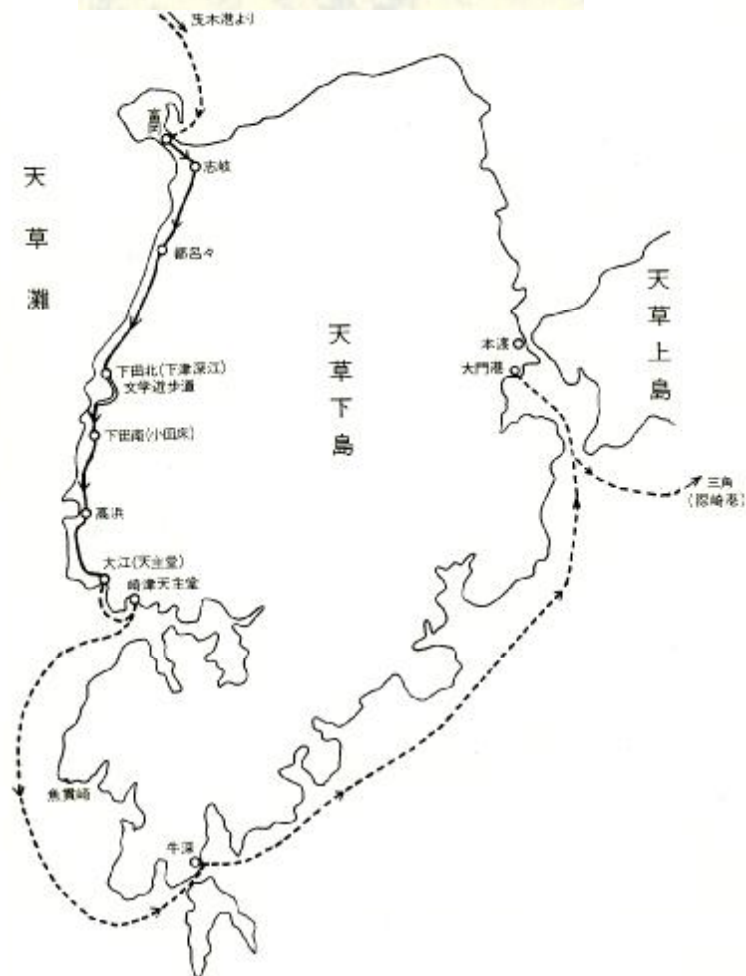 茂木港より
富岡
志岐
天草灘
都呂々
天草下島
天草上島
本渡
大門港
下田北(下津深江)
文学遊歩道
下田南(小田床)
三角
(際崎港)
高浜
大江(天主堂)
崎津天主堂
魚貫崎
牛深